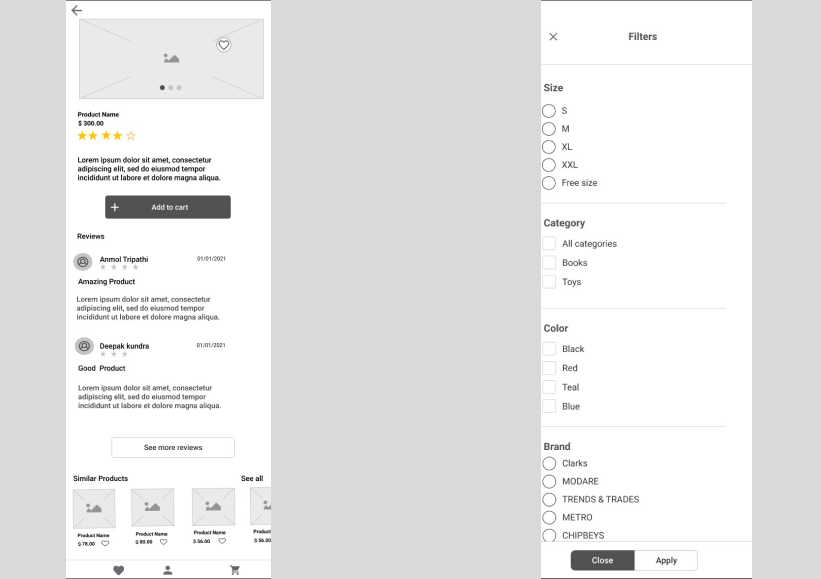 Product Name
$ 300.00
Lorem ipsum dolor sit amet, consectetur
adipiscing elit, sed do eiusmod tempor
incididunt ut labore et dolore magna aliqua.
+ Add to cart
Reviews
Anmol Tripathi 01/01/2021
Amazing Product
Lorem ipsum dolor sit amet, consectetur
adipiscing elit, sed do eiusmod tempor
incididunt ut labore et dolore magna aliqua.
Deepak kundra 01/01/2021
Good Product
Lorem ipsum dolor sit amet, consectetur
adipiscing elit, sed do eiusmod tempor
incididunt ut labore et dolore magna aliqua.
See more reviews
Similar Products See all
Product Name Product Name Product Name Produc
$ 78.00 $ 90.00 $ 56.00 $ 36.00
Filters
Size
S
M
XL
XXL
Free size
Category
All categories
Books
Toys
Color
Black
Red
Teal
Blue
Brand
Clarks
MODARE
TRENDS & TRADES
METRO
CHIPBEYS
Close Apply